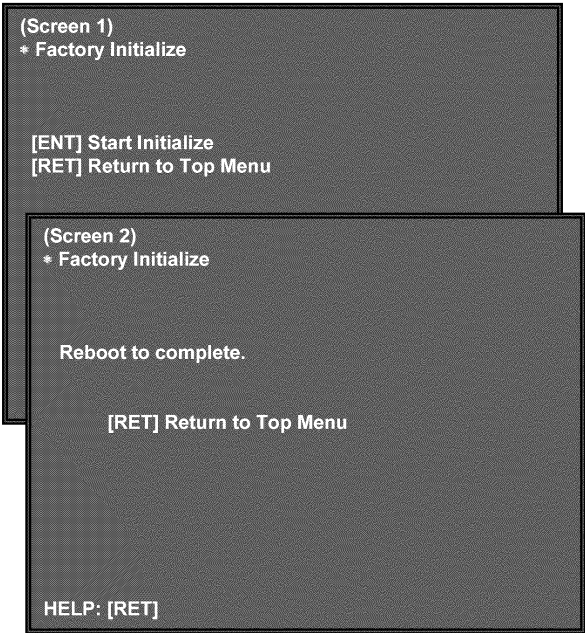 (Screen 1)
* Factory Initialize
[ENT] Start Initialize
[RET] Return to Top Menu
(Screen 2)
* Factory Initialize
Reboot to complete.
[RET] Return to Top Menu
HELP: [RET]